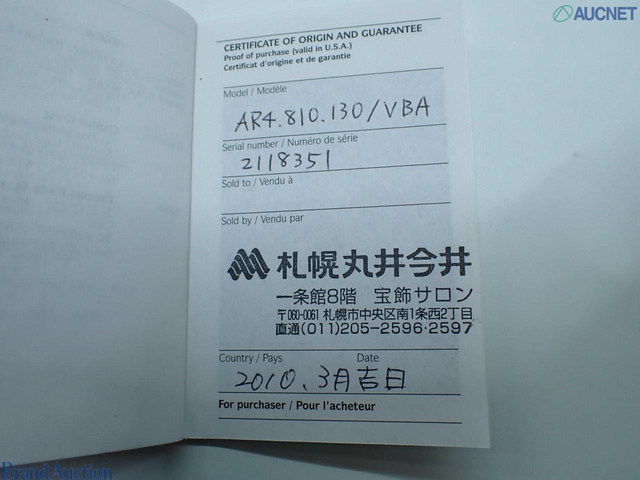 AUCNET
CERTIFICATE OF ORIGIN AND GUARANTEE
Proof of purchase (valid in U.S.A.)
Certificat d'origine et de garantie
Model / Modèle
AR4.810.130/VBA
Serial number / Numéro de série
2118351
Sold to / Vendu à
Sold by / Vendu par
札幌丸井今井
一条館8階 宝飾サロン
〒060-0061 札幌市中央区南1条西2丁目
直通(011)205-2596・2597
Country / Pays Date
2010.3月吉日
For purchaser / Pour l'acheteur
Brand Auction